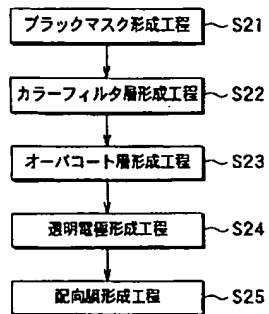 ブラックマスク形成工程 S21
カラーフィルタ層形成工程 S22
オーバコート層形成工程 S23
透明電極形成工程 S24
配向膜形成工程 S25